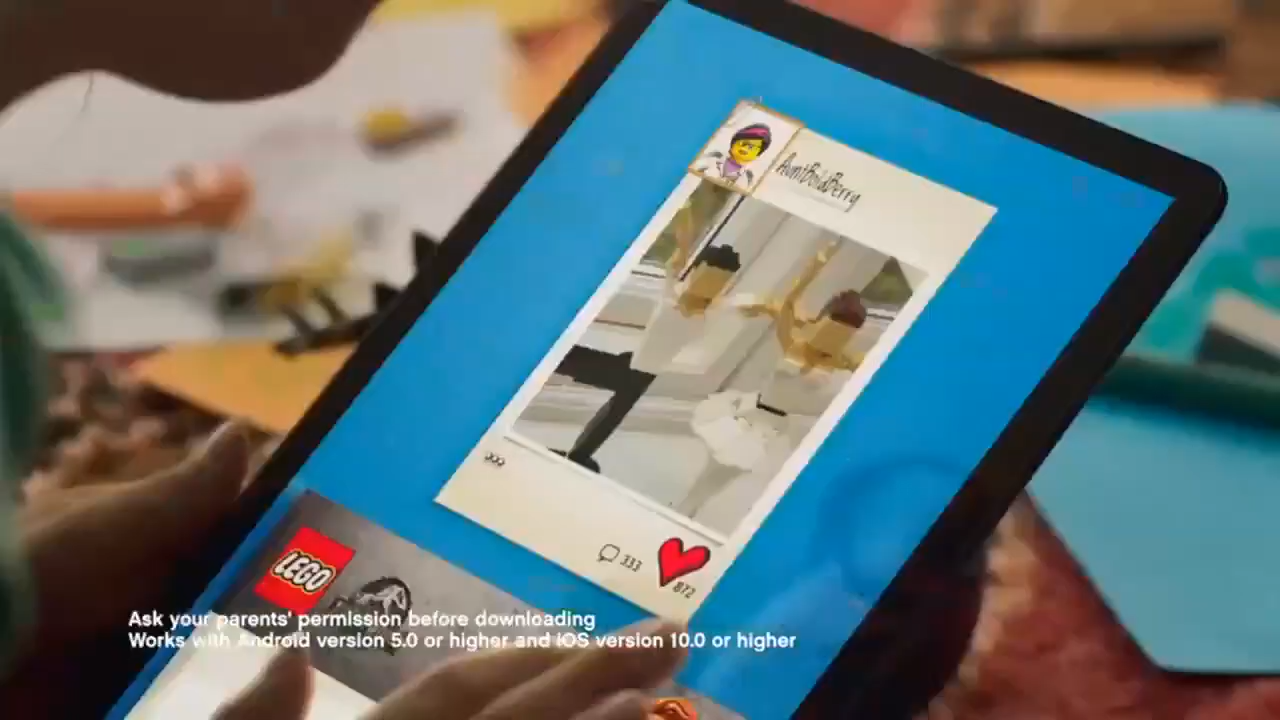 AuntBoldBerry
333
872
LEGO
Ask your parents' permission before downloading
Works with Android version 5.0 or higher and iOS version 10.0 or higher